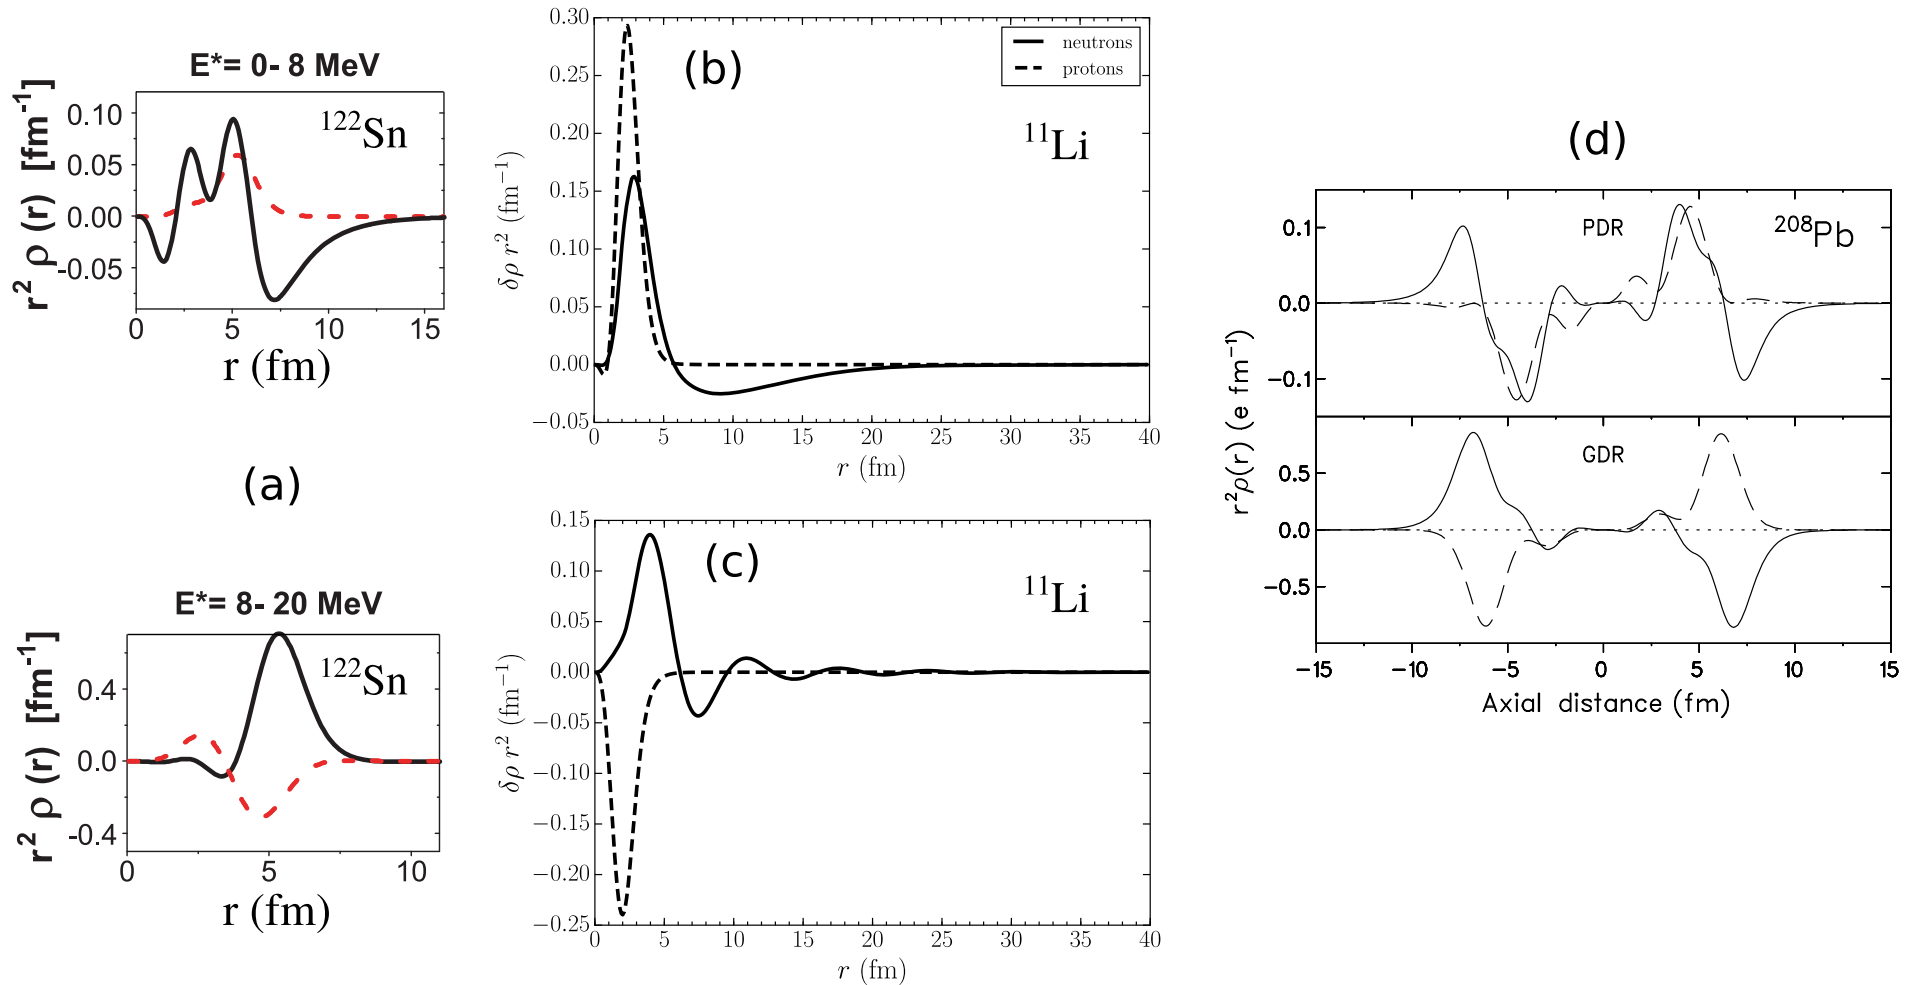 E*= 0- 8 MeV
¹²²Sn
r² ρ (r) [fm⁻¹]
0.10
0.05
0.00
-0.05
0
5
10
15
r (fm)
(a)
E*= 8- 20 MeV
¹²²Sn
r² ρ (r) [fm⁻¹]
0.4
0.0
-0.4
0
5
10
r (fm)
(b)
neutrons
protons
¹¹Li
δρ r² (fm⁻¹)
0.30
0.25
0.20
0.15
0.10
0.05
0.00
−0.05
0
5
10
15
20
25
30
35
40
r (fm)
(c)
¹¹Li
δρ r² (fm⁻¹)
0.15
0.10
0.05
0.00
−0.05
−0.10
−0.15
−0.20
−0.25
0
5
10
15
20
25
30
35
40
r (fm)
(d)
PDR
²⁰⁸Pb
0.1
0.0
−0.1
GDR
0.5
0.0
−0.5
r²ρ(r) (e fm⁻¹)
−15
−10
−5
0
5
10
15
Axial distance (fm)